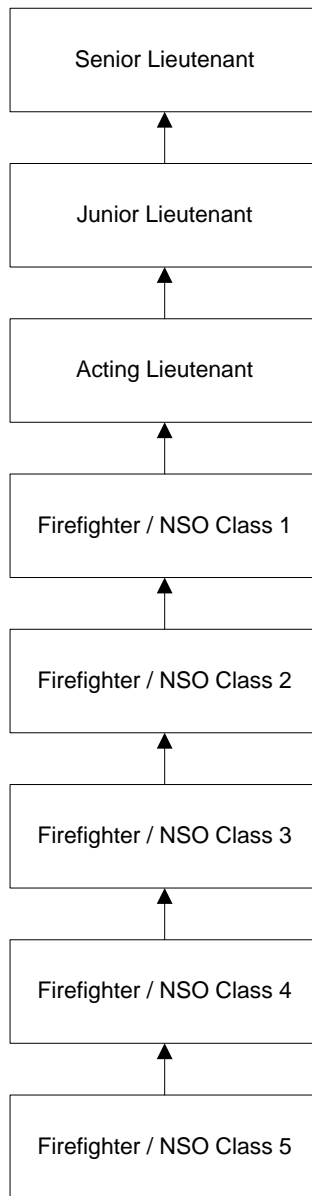 Senior Lieutenant
Junior Lieutenant
Acting Lieutenant
Firefighter / NSO Class 1
Firefighter / NSO Class 2
Firefighter / NSO Class 3
Firefighter / NSO Class 4
Firefighter / NSO Class 5